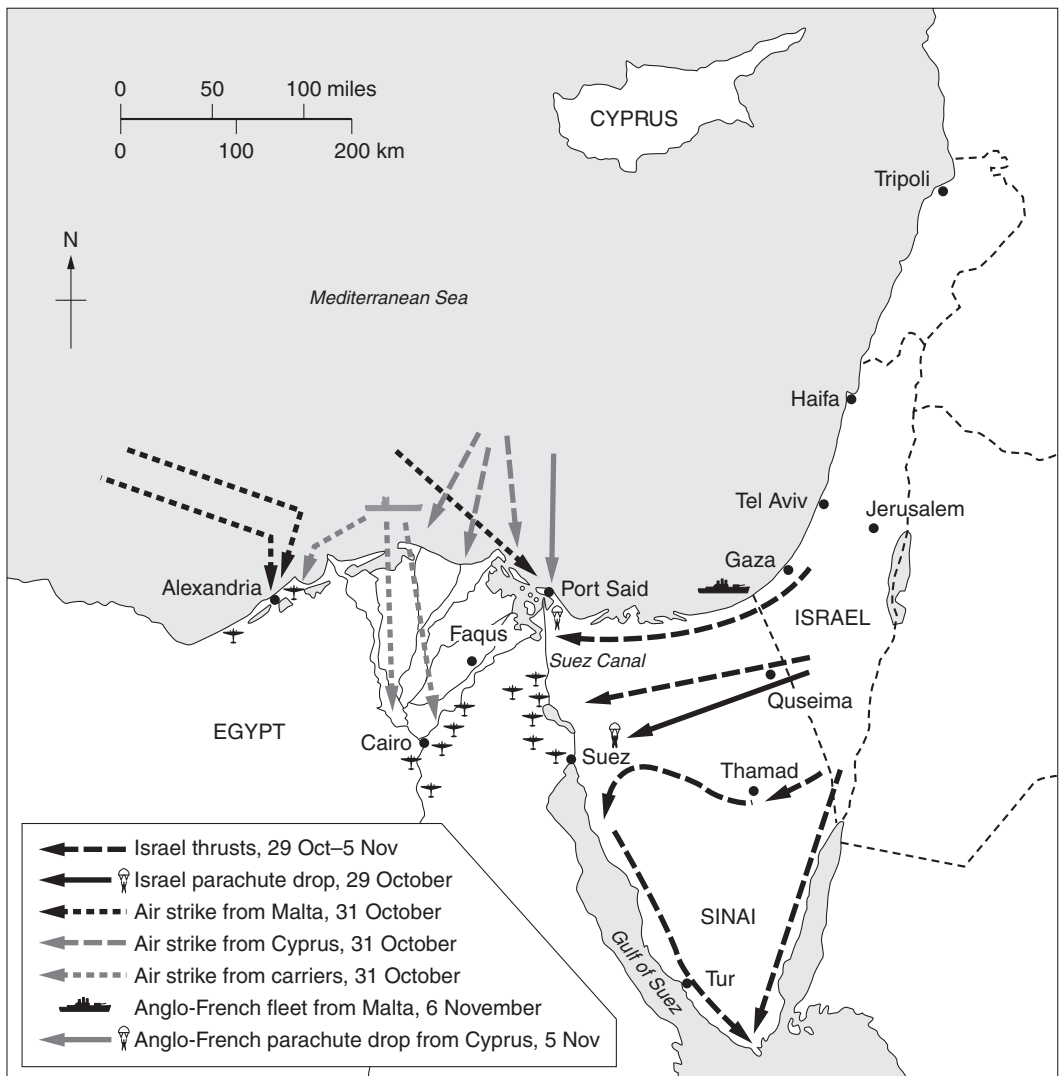 0 50 100 miles
0 100 200 km
CYPRUS
Tripoli
N
Mediterranean Sea
Haifa
Tel Aviv
Jerusalem
Gaza
Alexandria
Port Said
ISRAEL
Faqus
Suez Canal
Quseima
EGYPT
Cairo
Suez
Thamad
SINAI
Gulf of Suez
Tur
Israel thrusts, 29 Oct–5 Nov
Israel parachute drop, 29 October
Air strike from Malta, 31 October
Air strike from Cyprus, 31 October
Air strike from carriers, 31 October
Anglo-French fleet from Malta, 6 November
Anglo-French parachute drop from Cyprus, 5 Nov